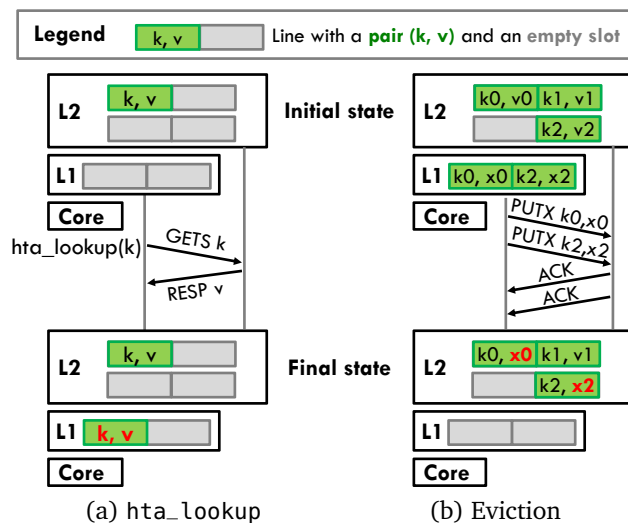 Legend k, v Line with a pair (k, v) and an empty slot
L2 k, v Initial state L2 k0, v0 k1, v1
k2, v2
L1 L1 k0, x0 k2, x2
Core Core
hta_lookup(k) GETS k PUTX k0,x0
PUTX k2,x2
RESP v ACK
ACK
L2 k, v Final state L2 k0, x0 k1, v1
k2, x2
L1 k, v L1
Core Core
(a) hta_lookup (b) Eviction